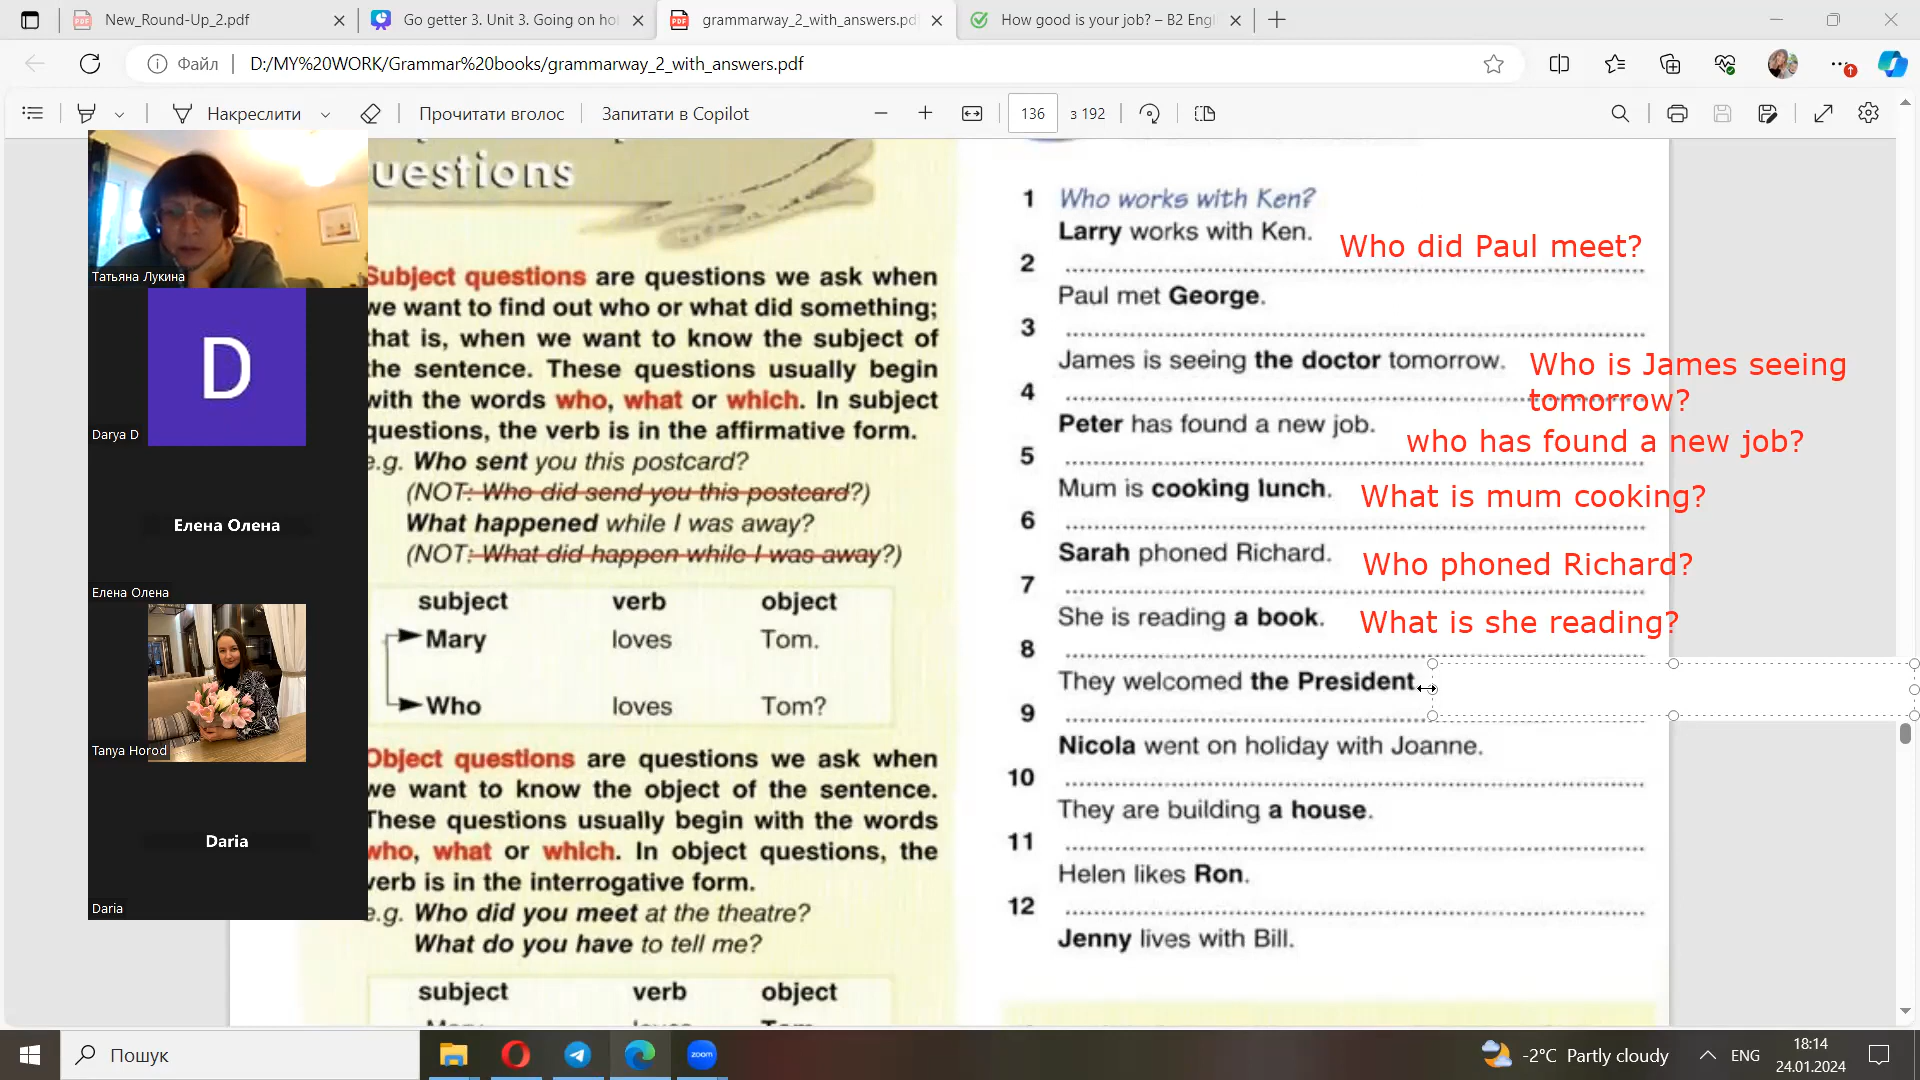 New_Round-Up_2.pdf
Go getter 3. Unit 3. Going on hol
grammarway_2_with_answers.pd
How good is your job? – B2 Engl
Файл
D:/MY%20WORK/Grammar%20books/grammarway_2_with_answers.pdf
Накреслити
Прочитати вголос
Запитати в Copilot
136
з 192
uestions
Subject questions are questions we ask when
we want to find out who or what did something;
that is, when we want to know the subject of
the sentence. These questions usually begin
with the words who, what or which. In subject
questions, the verb is in the affirmative form.
e.g. Who sent you this postcard?
(NOT: Who did send you this postcard?)
What happened while I was away?
(NOT: What did happen while I was away?)
subject verb object
Mary loves Tom.
Who loves Tom?
Object questions are questions we ask when
we want to know the object of the sentence.
These questions usually begin with the words
who, what or which. In object questions, the
verb is in the interrogative form.
e.g. Who did you meet at the theatre?
What do you have to tell me?
subject verb object
Mary loves Tom
1 Who works with Ken?
Larry works with Ken.
Who did Paul meet?
2
Paul met George.
3
James is seeing the doctor tomorrow.
Who is James seeing
tomorrow?
4
Peter has found a new job.
who has found a new job?
5
Mum is cooking lunch.
What is mum cooking?
6
Sarah phoned Richard.
Who phoned Richard?
7
She is reading a book.
What is she reading?
8
They welcomed the President
9
Nicola went on holiday with Joanne.
10
They are building a house.
11
Helen likes Ron.
12
Jenny lives with Bill.
Татьяна Лукина
D
Darya D
Елена Олена
Елена Олена
Tanya Horod
Daria
Daria
Пошук
zoom
-2°C Partly cloudy
ENG
18:14
24.01.2024